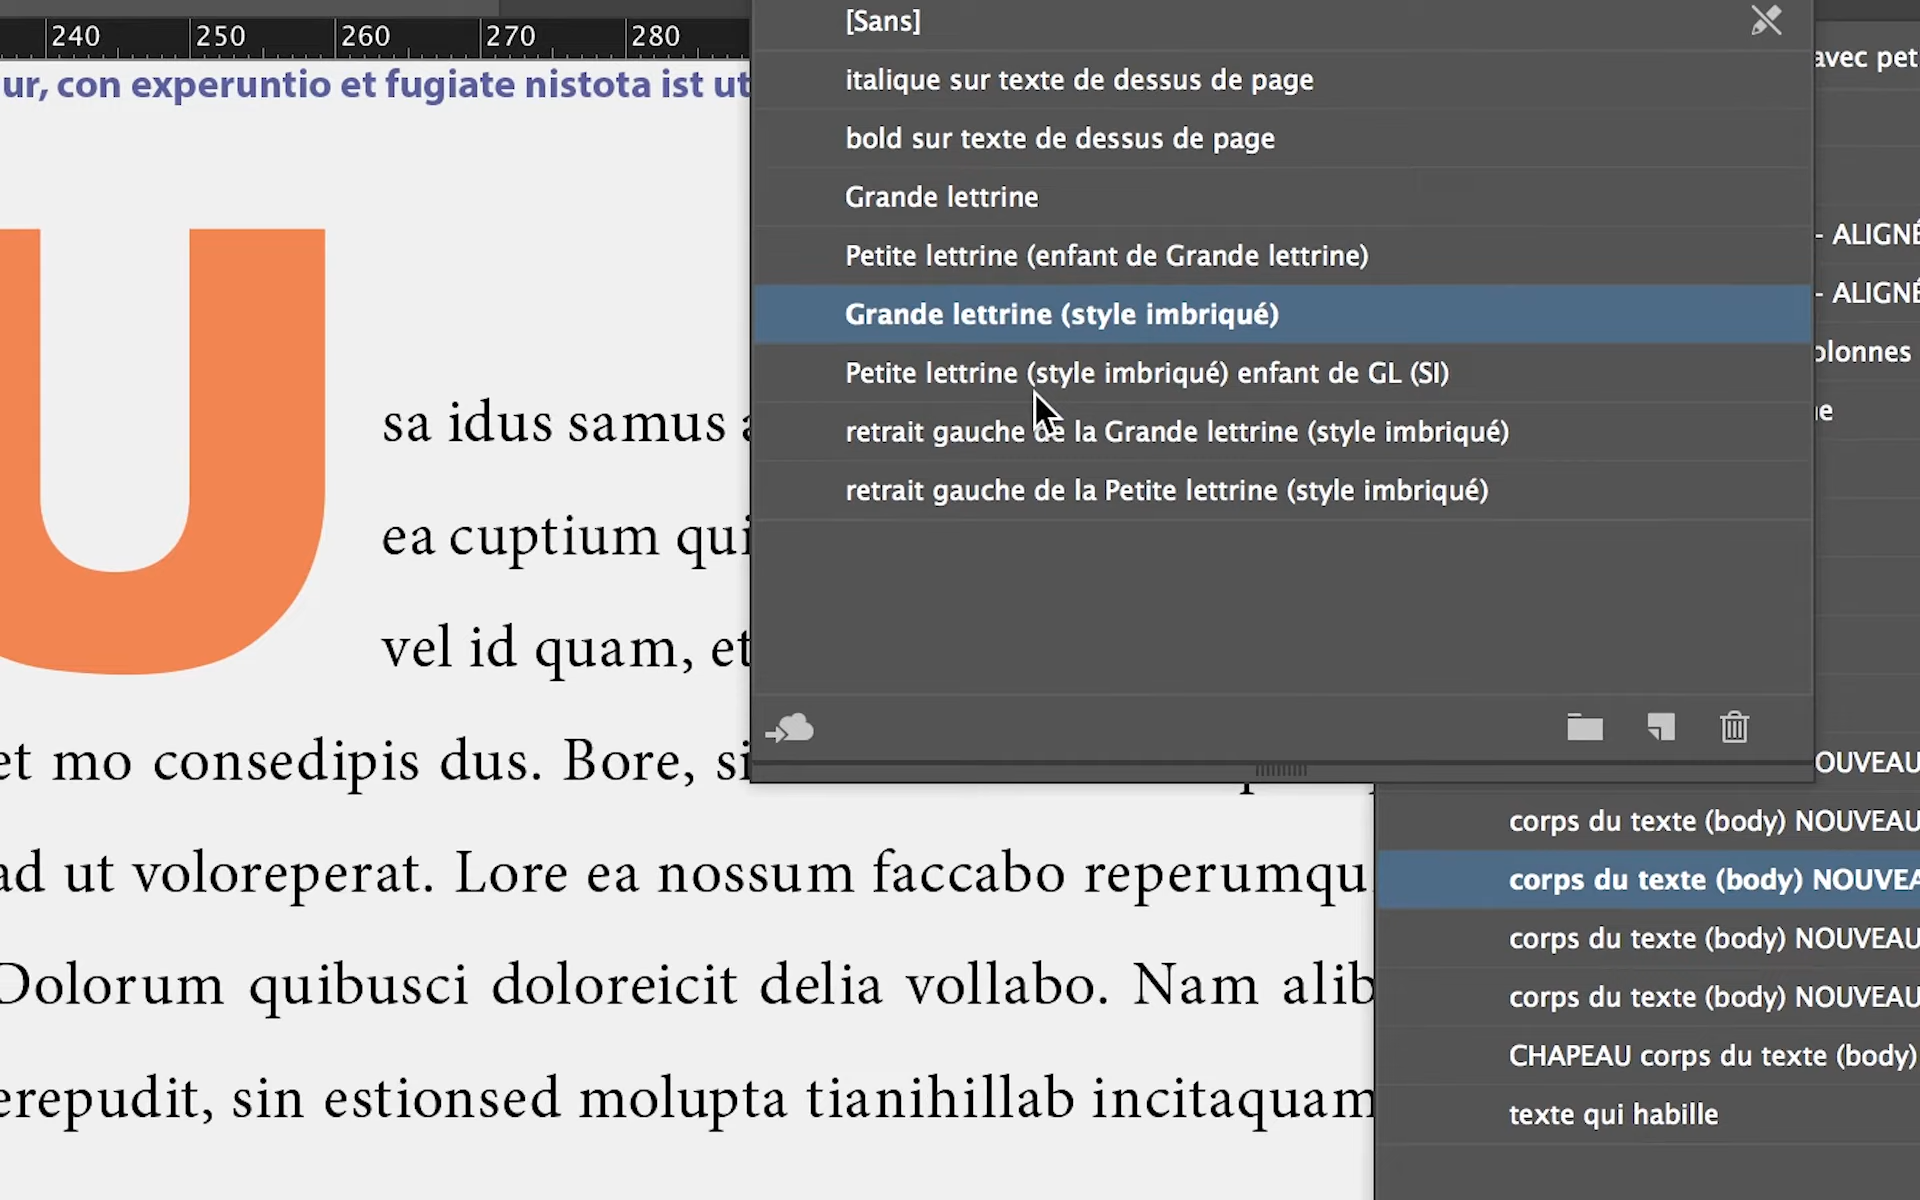 240 250 260 270 280
ur, con experuntio et fugiate nistota ist ut
U
sa idus samus
ea cuptium qui
vel id quam, et
et mo consedipis dus. Bore, si
ad ut voloreperat. Lore ea nossum faccabo reperumqu
Dolorum quibusci doloreicit delia vollabo. Nam alib
erepudit, sin estionsed molupta tianihillab incitaquam
[Sans]
italique sur texte de dessus de page
bold sur texte de dessus de page
Grande lettrine
Petite lettrine (enfant de Grande lettrine)
Grande lettrine (style imbriqué)
Petite lettrine (style imbriqué) enfant de GL (SI)
retrait gauche de la Grande lettrine (style imbriqué)
retrait gauche de la Petite lettrine (style imbriqué)
avec pet
- ALIGNÉ
- ALIGNÉ
olonnes
e
OUVEAU
corps du texte (body) NOUVEAU
corps du texte (body) NOUVEA
corps du texte (body) NOUVEAU
corps du texte (body) NOUVEAU
CHAPEAU corps du texte (body)
texte qui habille